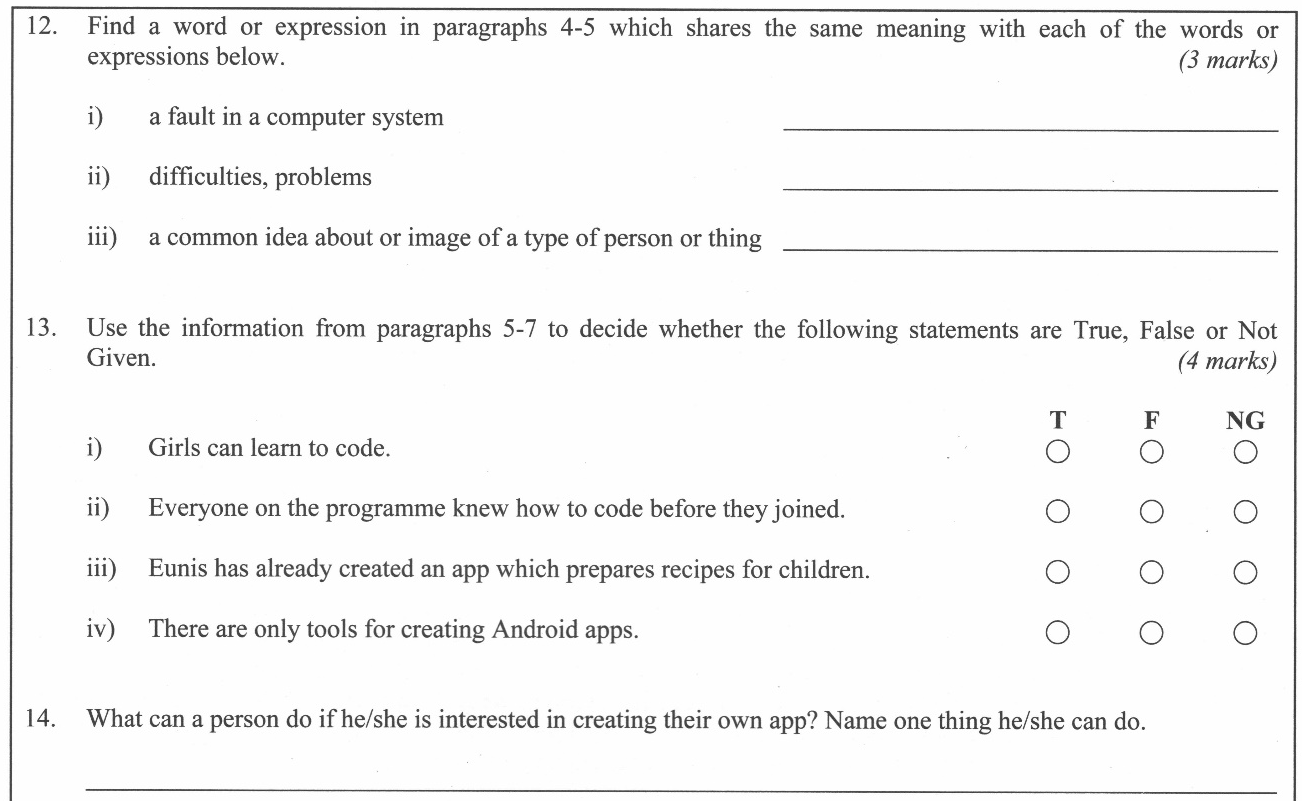 12. Find a word or expression in paragraphs 4-5 which shares the same meaning with each of the words or
expressions below. (3 marks)
i) a fault in a computer system
ii) difficulties, problems
iii) a common idea about or image of a type of person or thing
13. Use the information from paragraphs 5-7 to decide whether the following statements are True, False or Not
Given. (4 marks)
T F NG
i) Girls can learn to code.
ii) Everyone on the programme knew how to code before they joined.
iii) Eunis has already created an app which prepares recipes for children.
iv) There are only tools for creating Android apps.
14. What can a person do if he/she is interested in creating their own app? Name one thing he/she can do.